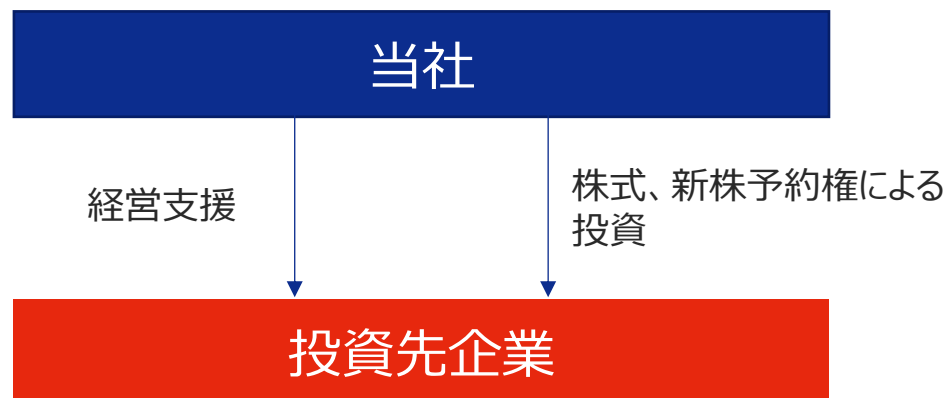 当社
経営支援
株式、新株予約権による
投資
投資先企業